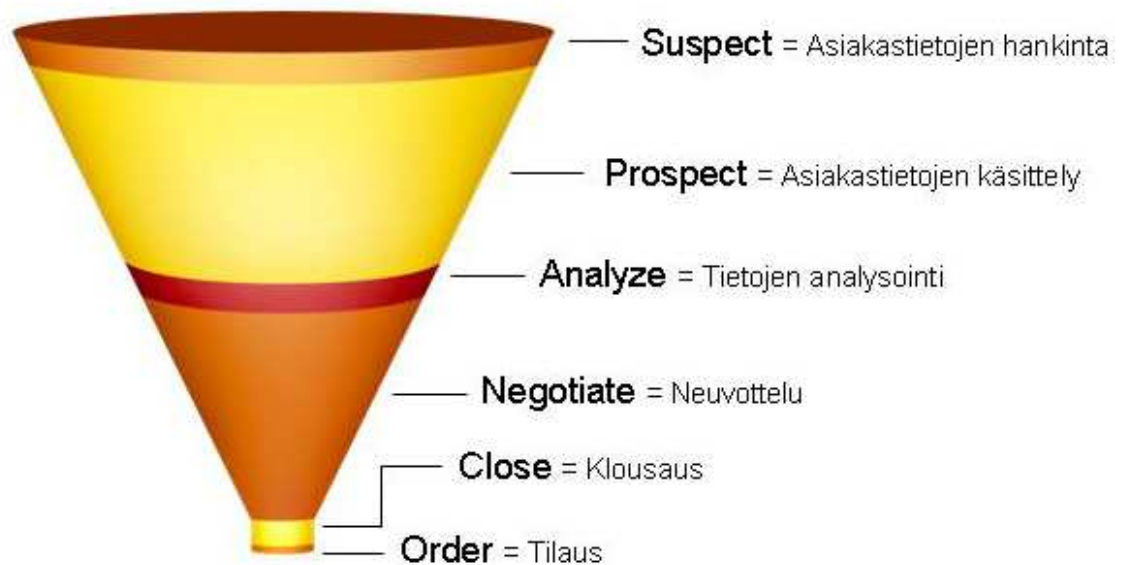 Suspect = Asiakastietojen hankinta
Prospect = Asiakastietojen käsittely
Analyze = Tietojen analysointi
Negotiate = Neuvottelu
Close = Klousaus
Order = Tilaus